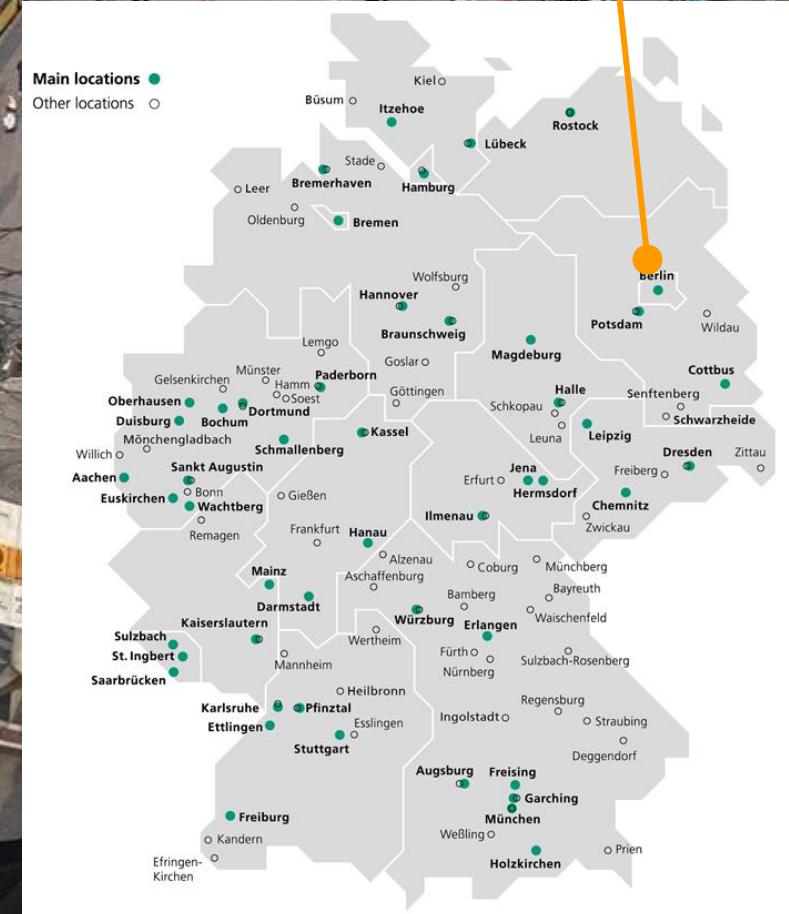 Main locations
Other locations
Kiel
Büsum
Itzehoe
Rostock
Lübeck
Stade
Bremerhaven
Hamburg
Leer
Oldenburg
Bremen
Berlin
Wolfsburg
Hannover
Potsdam
Wildau
Braunschweig
Lemgo
Magdeburg
Goslar
Münster
Paderborn
Cottbus
Gelsenkirchen
Hamm
Göttingen
Halle
Senftenberg
Oberhausen
Soest
Schkopau
Dortmund
Schwarzheide
Duisburg
Bochum
Kassel
Leuna
Leipzig
Mönchengladbach
Schmallenberg
Willich
Dresden
Zittau
Sankt Augustin
Jena
Freiberg
Aachen
Erfurt
Hermsdorf
Euskirchen
Bonn
Gießen
Chemnitz
Wachtberg
Ilmenau
Zwickau
Remagen
Frankfurt
Hanau
Alzenau
Coburg
Münchberg
Mainz
Aschaffenburg
Bayreuth
Bamberg
Darmstadt
Waischenfeld
Kaiserslautern
Würzburg
Erlangen
Sulzbach
Wertheim
St. Ingbert
Fürth
Sulzbach-Rosenberg
Mannheim
Nürnberg
Saarbrücken
Heilbronn
Regensburg
Karlsruhe
Pfinztal
Ingolstadt
Straubing
Ettlingen
Esslingen
Stuttgart
Deggendorf
Augsburg
Freising
Garching
Freiburg
München
Weßling
Kandern
Prien
Efringen-
Kirchen
Holzkirchen